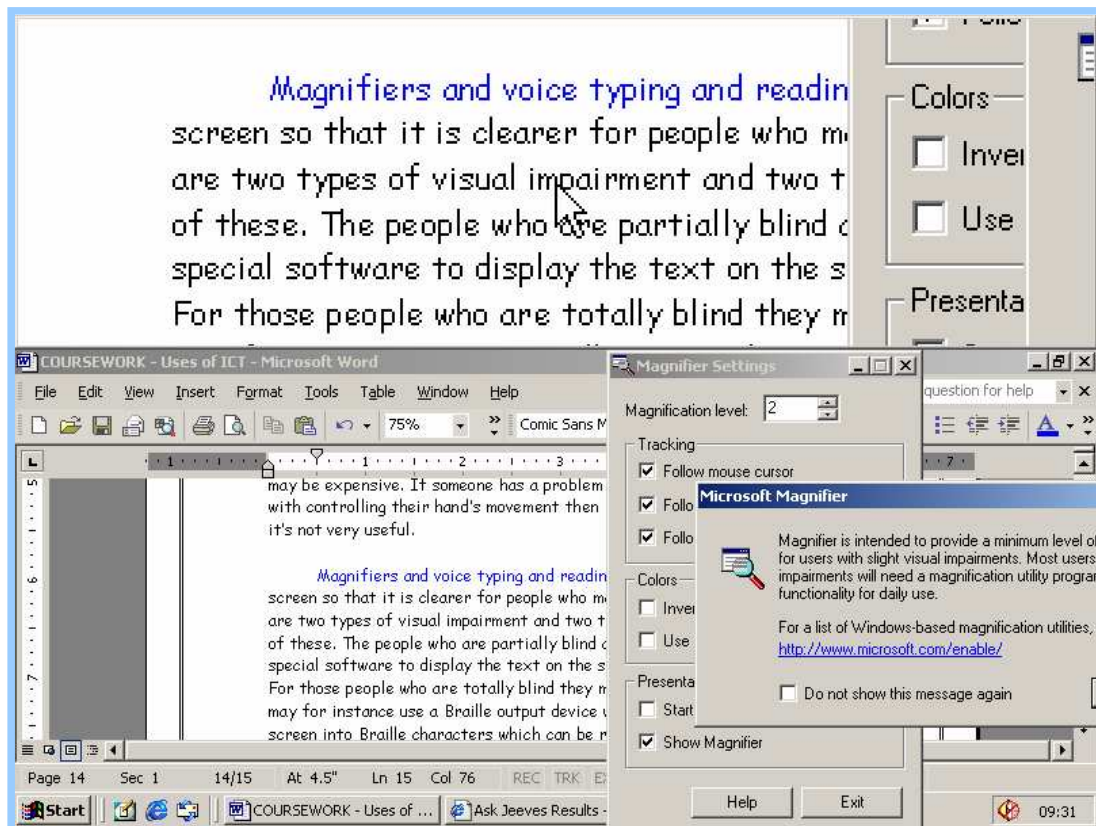 Follo
Magnifiers and voice typing and readin
screen so that it is clearer for people who m
are two types of visual impairment and two t
of these. The people who are partially blind
special software to display the text on the s
For those people who are totally blind they m
Colors
Inver
Use
Presenta
COURSEWORK - Uses of ICT - Microsoft Word
File Edit View Insert Format Tools Table Window Help
question for help
75%
Comic Sans M
1 1 2 3
7
may be expensive. If someone has a problem
with controlling their hand's movement then
it's not very useful.
Magnifiers and voice typing and readin
screen so that it is clearer for people who m
are two types of visual impairment and two t
of these. The people who are partially blind
special software to display the text on the s
For those people who are totally blind they m
may for instance use a Braille output device u
screen into Braille characters which can be r
5
6
7
Page 14 Sec 1 14/15 At 4.5" Ln 15 Col 76 REC TRK E
Magnifier Settings
Magnification level: 2
Tracking
Follow mouse cursor
Follo
Follo
Colors
Inver
Use
Presenta
Start
Show Magnifier
Help Exit
Microsoft Magnifier
Magnifier is intended to provide a minimum level of
for users with slight visual impairments. Most users
impairments will need a magnification utility program
functionality for daily use.
For a list of Windows-based magnification utilities,
http://www.microsoft.com/enable/
Do not show this message again
Start
COURSEWORK - Uses of ...
Ask Jeeves Results -
09:31